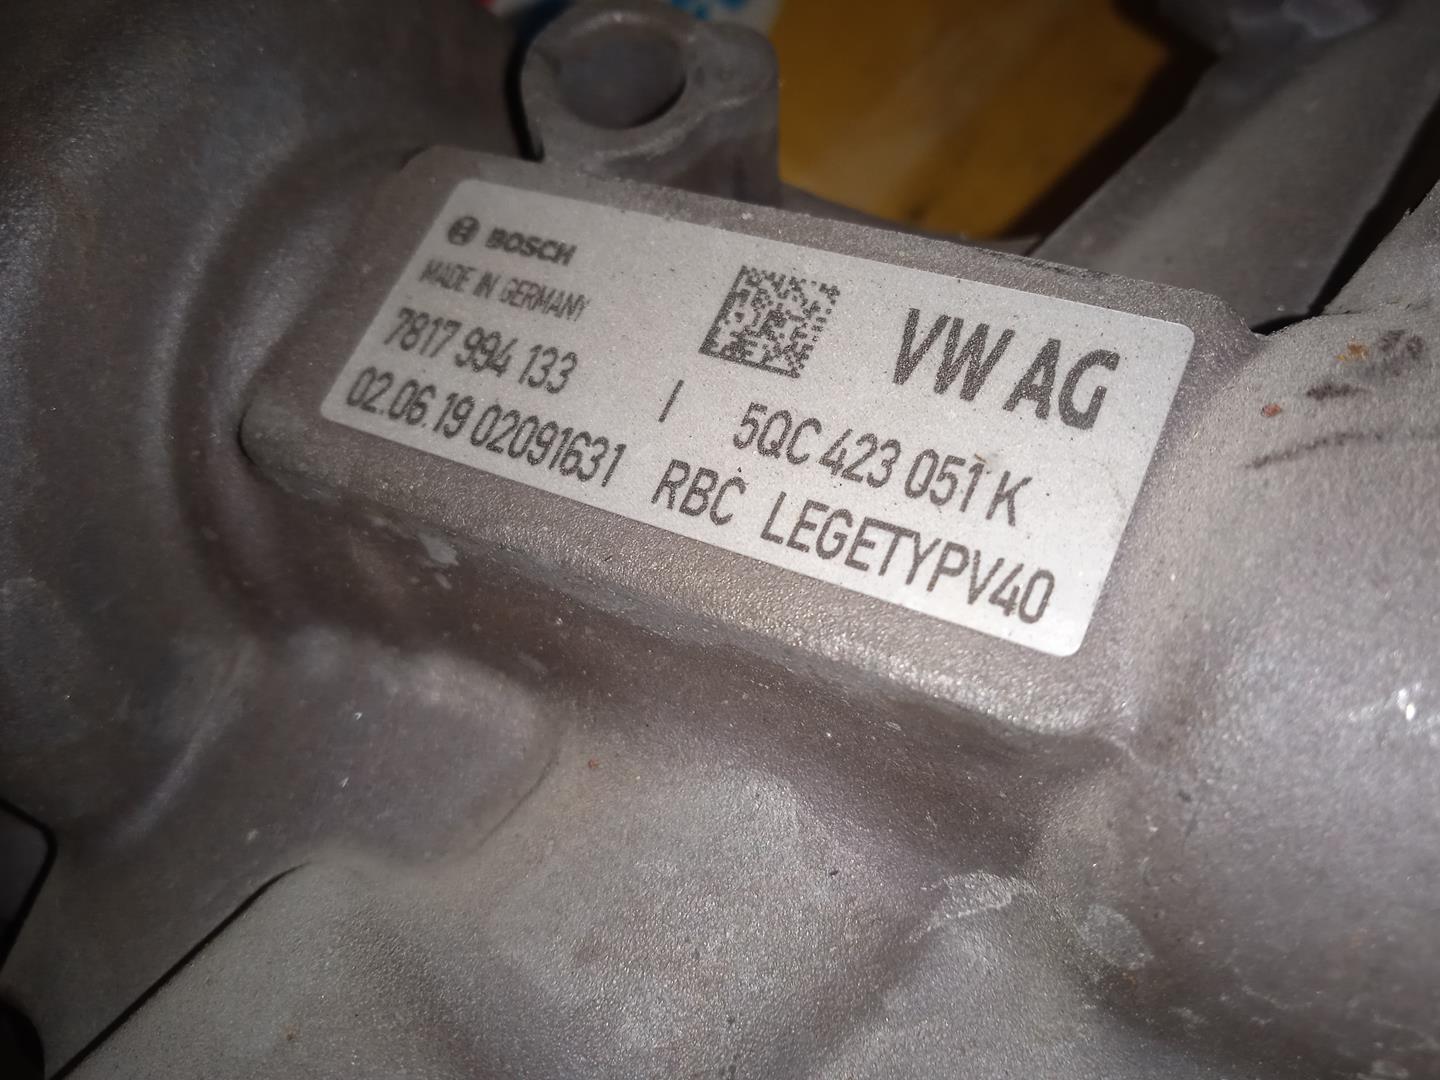 BOSCH
MADE IN GERMANY
7817 994 133
02.06.19 02091631
VW AG
I 5QC 423 051 K
RBC LEGETYPV40